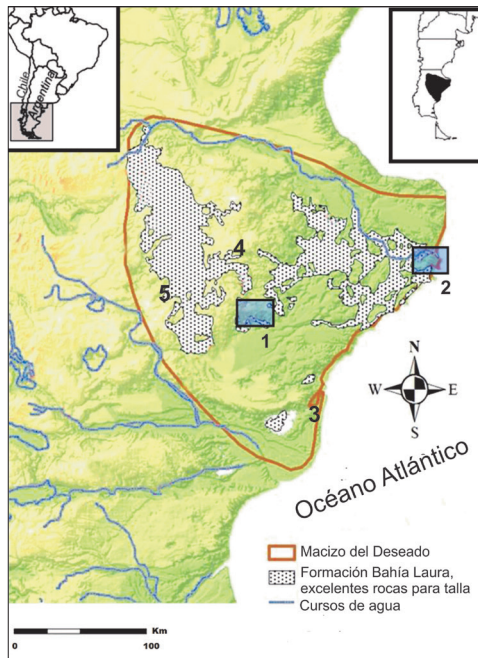 Chile
Argentina
4
5
1
2
3
N
W E
S
Océano Atlántico
Macizo del Deseado
Formación Bahía Laura,
excelentes rocas para talla
Cursos de agua
Km
0 100